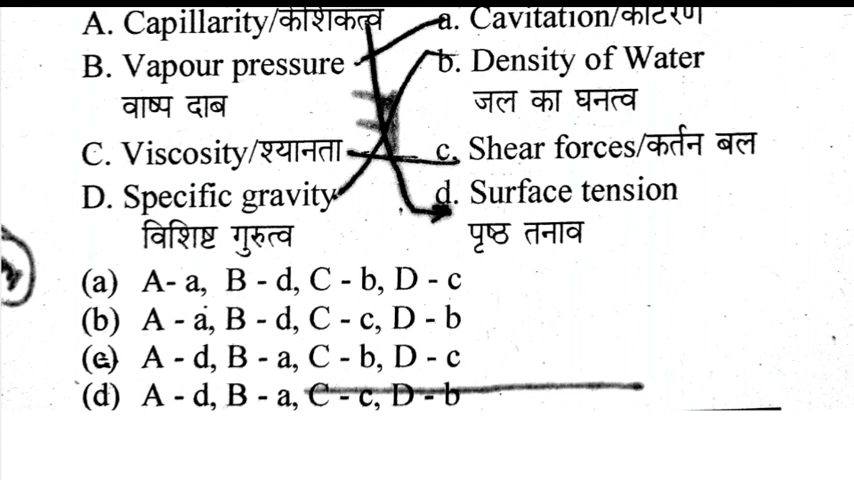 A. Capillarity/केशिकत्व a. Cavitation/कोटरण
B. Vapour pressure b. Density of Water
वाष्प दाब जल का घनत्व
C. Viscosity/श्यानता c. Shear forces/कर्तन बल
D. Specific gravity d. Surface tension
विशिष्ट गुरुत्व पृष्ठ तनाव
(a) A- a, B - d, C - b, D - c
(b) A - a, B - d, C - c, D - b
(c) A - d, B - a, C - b, D - c
(d) A - d, B - a, C - c, D - b